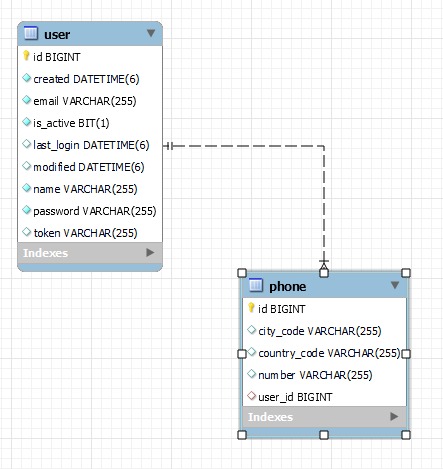 user
id BIGINT
created DATETIME(6)
email VARCHAR(255)
is_active BIT(1)
last_login DATETIME(6)
modified DATETIME(6)
name VARCHAR(255)
password VARCHAR(255)
token VARCHAR(255)
Indexes
phone
id BIGINT
city_code VARCHAR(255)
country_code VARCHAR(255)
number VARCHAR(255)
user_id BIGINT
Indexes